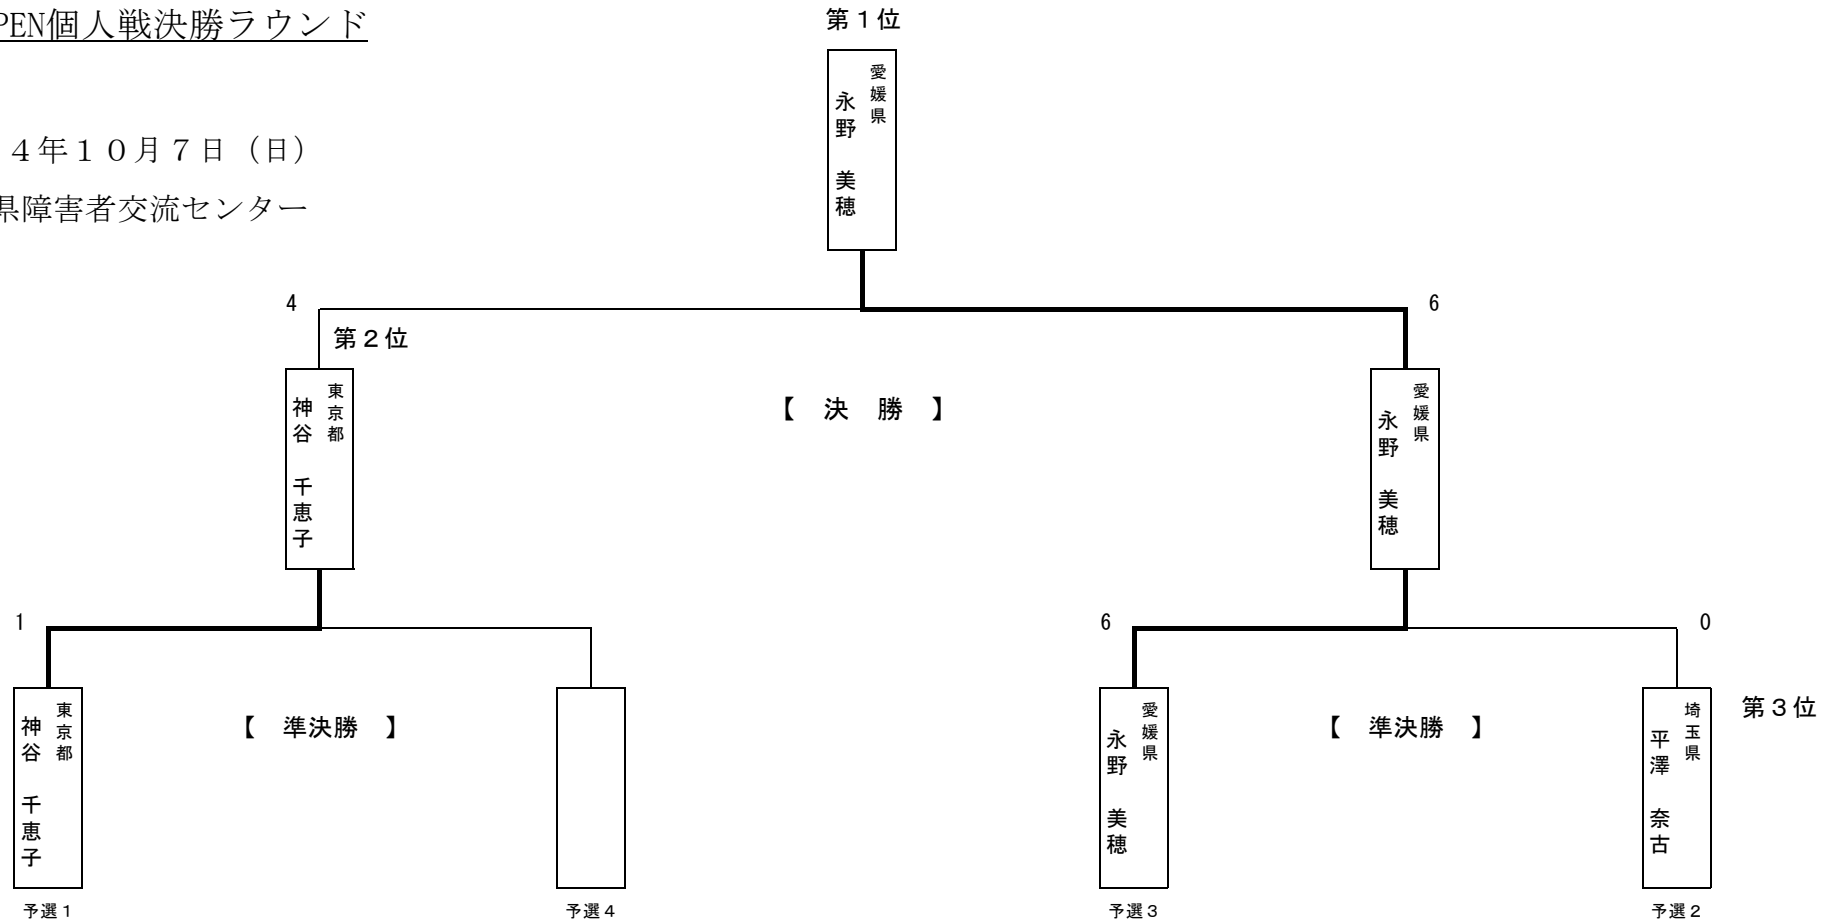 PEN個人戦決勝ラウンド
第１位
愛媛県
永野　美穂
４年１０月７日（日）
県障害者交流センター
4
6
第２位
東京都
神谷　千恵子
【　決　勝　】
愛媛県
永野　美穂
1
6
0
東京都
神谷　千恵子
【　準決勝　】
愛媛県
永野　美穂
【　準決勝　】
埼玉県
平澤　奈古
第３位
予選１
予選４
予選３
予選２